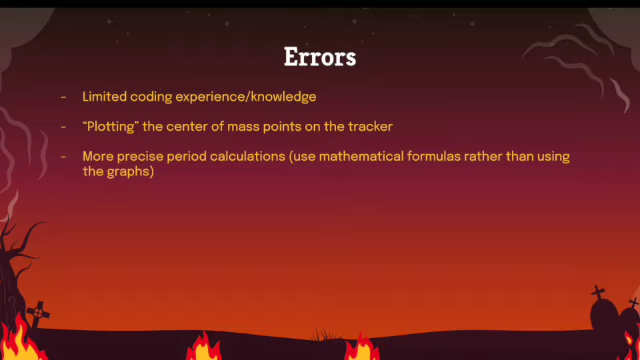 Errors
- Limited coding experience/knowledge
- “Plotting” the center of mass points on the tracker
- More precise period calculations (use mathematical formulas rather than using
the graphs)